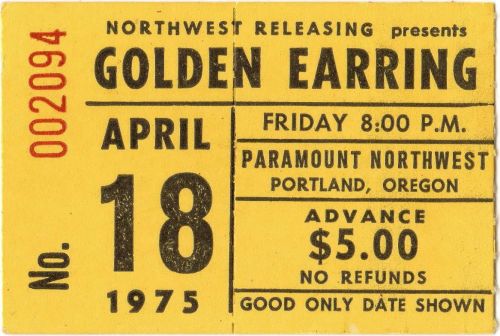 NORTHWEST RELEASING presents
GOLDEN EARRING
No. 002094
APRIL
18
1975
FRIDAY 8:00 P.M.
PARAMOUNT NORTHWEST
PORTLAND, OREGON
ADVANCE
$5.00
NO REFUNDS
GOOD ONLY DATE SHOWN